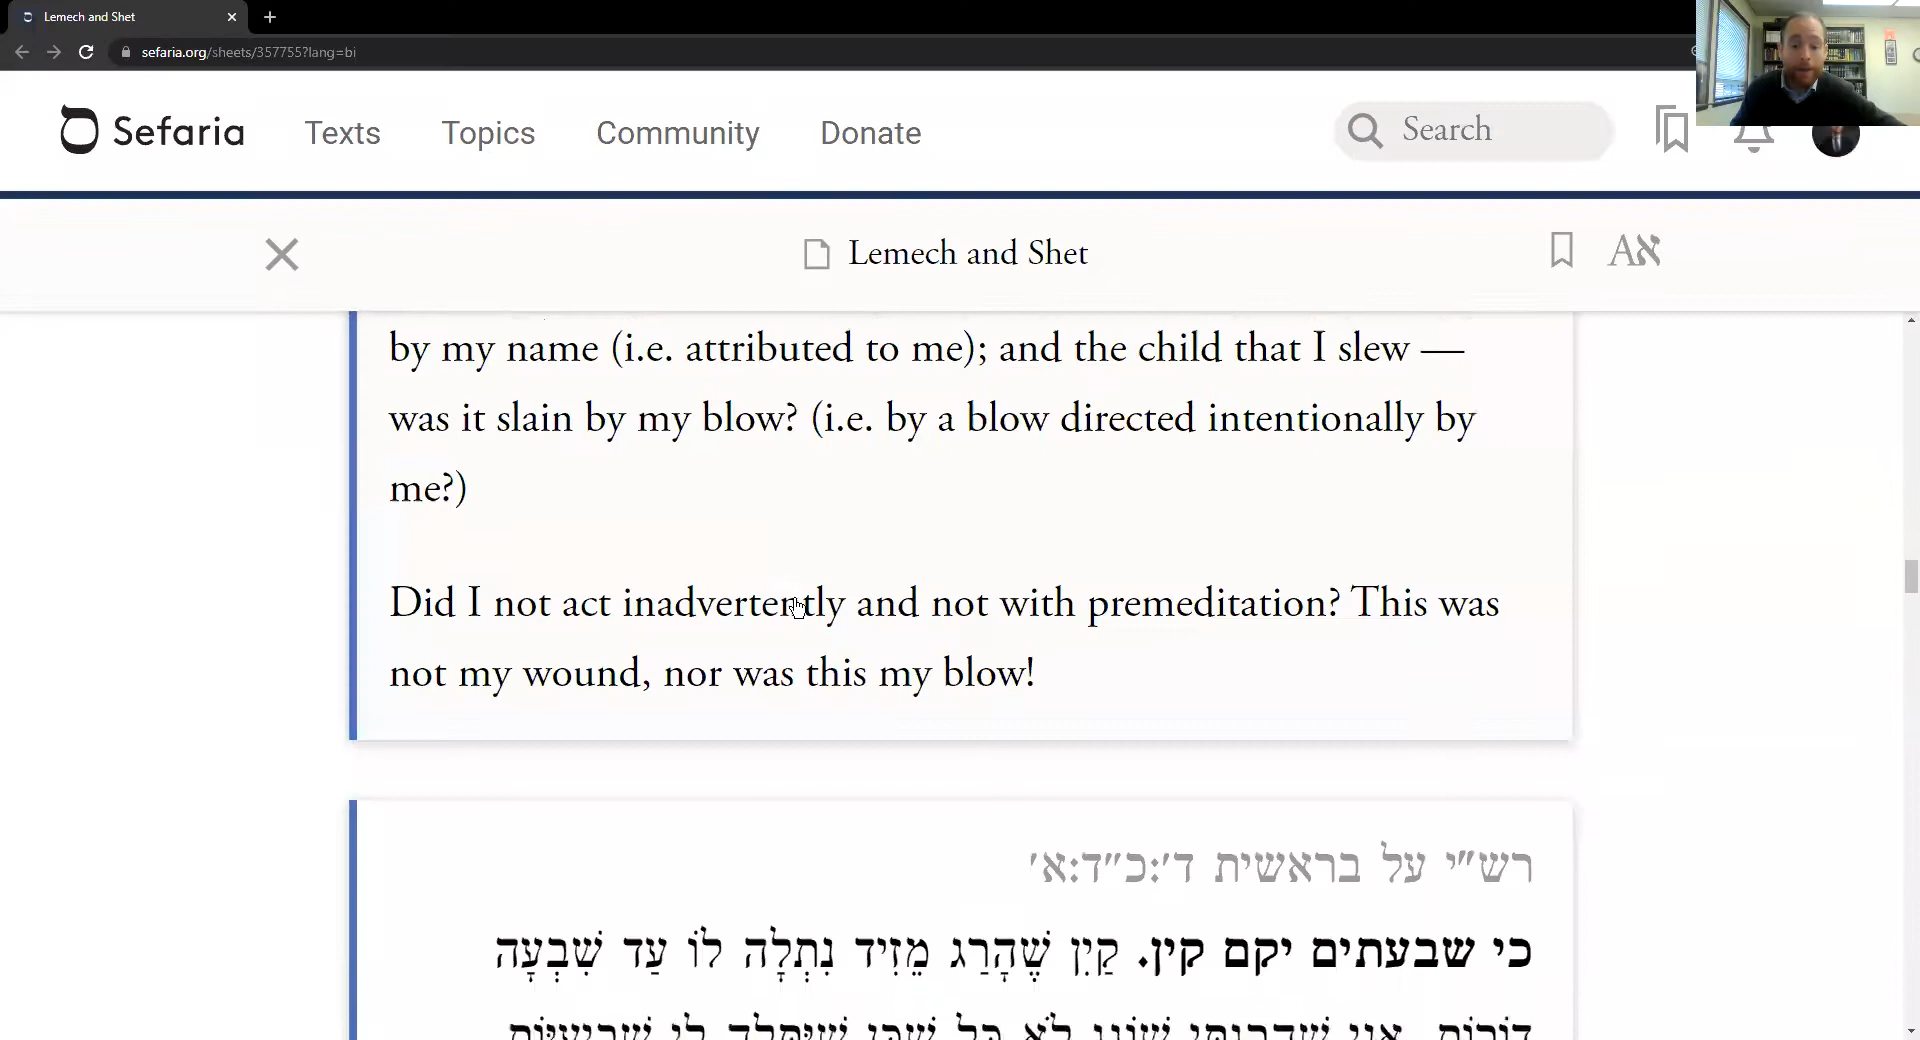 Lemech and Shet
sefaria.org/sheets/357755?lang=bi
Sefaria Texts Topics Community Donate Search
Lemech and Shet
by my name (i.e. attributed to me); and the child that I slew —
was it slain by my blow? (i.e. by a blow directed intentionally by
me?)
Did I not act inadvertently and not with premeditation? This was
not my wound, nor was this my blow!
רש"י על בראשית ד':כ"ד:א'
כי שבעתים יקם קין. קַיִן שֶׁהָרַג מֵזִיד נִתְלָה לוֹ עַד שִׁבְעָה
דוֹרוֹת, אֲנִי שֶׁהָרַגְתִּי שׁוֹגֵג לֹא כָל שֶׁכֵּן שֶׁיִּתָּלֶה לִי שְׁבִיעִיּוֹת